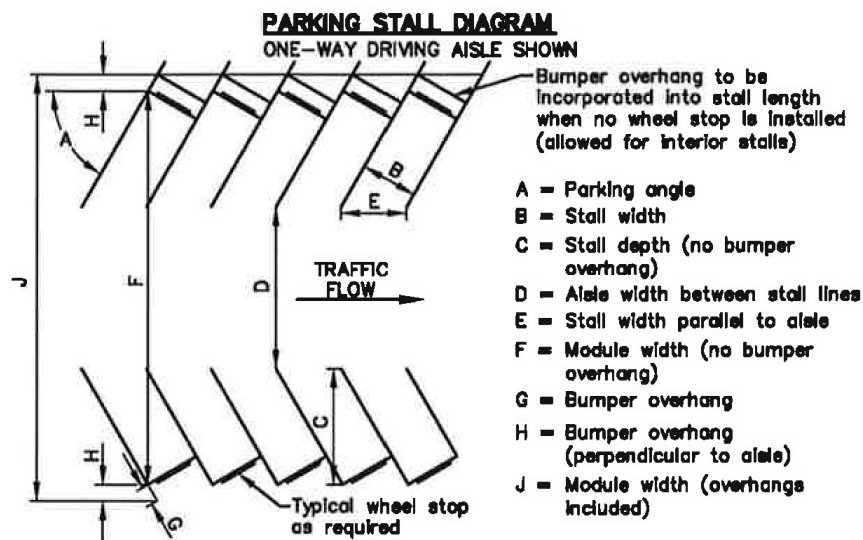 PARKING STALL DIAGRAM
ONE-WAY DRIVING AISLE SHOWN
Bumper overhang to be
incorporated into stall length
when no wheel stop is installed
(allowed for interior stalls)
H
A
B
E
A = Parking angle
B = Stall width
C = Stall depth (no bumper
overhang)
D = Aisle width between stall lines
E = Stall width parallel to aisle
F = Module width (no bumper
overhang)
G = Bumper overhang
H = Bumper overhang
(perpendicular to aisle)
J = Module width (overhangs
included)
J
F
D
TRAFFIC
FLOW
C
H
G
Typical wheel stop
as required